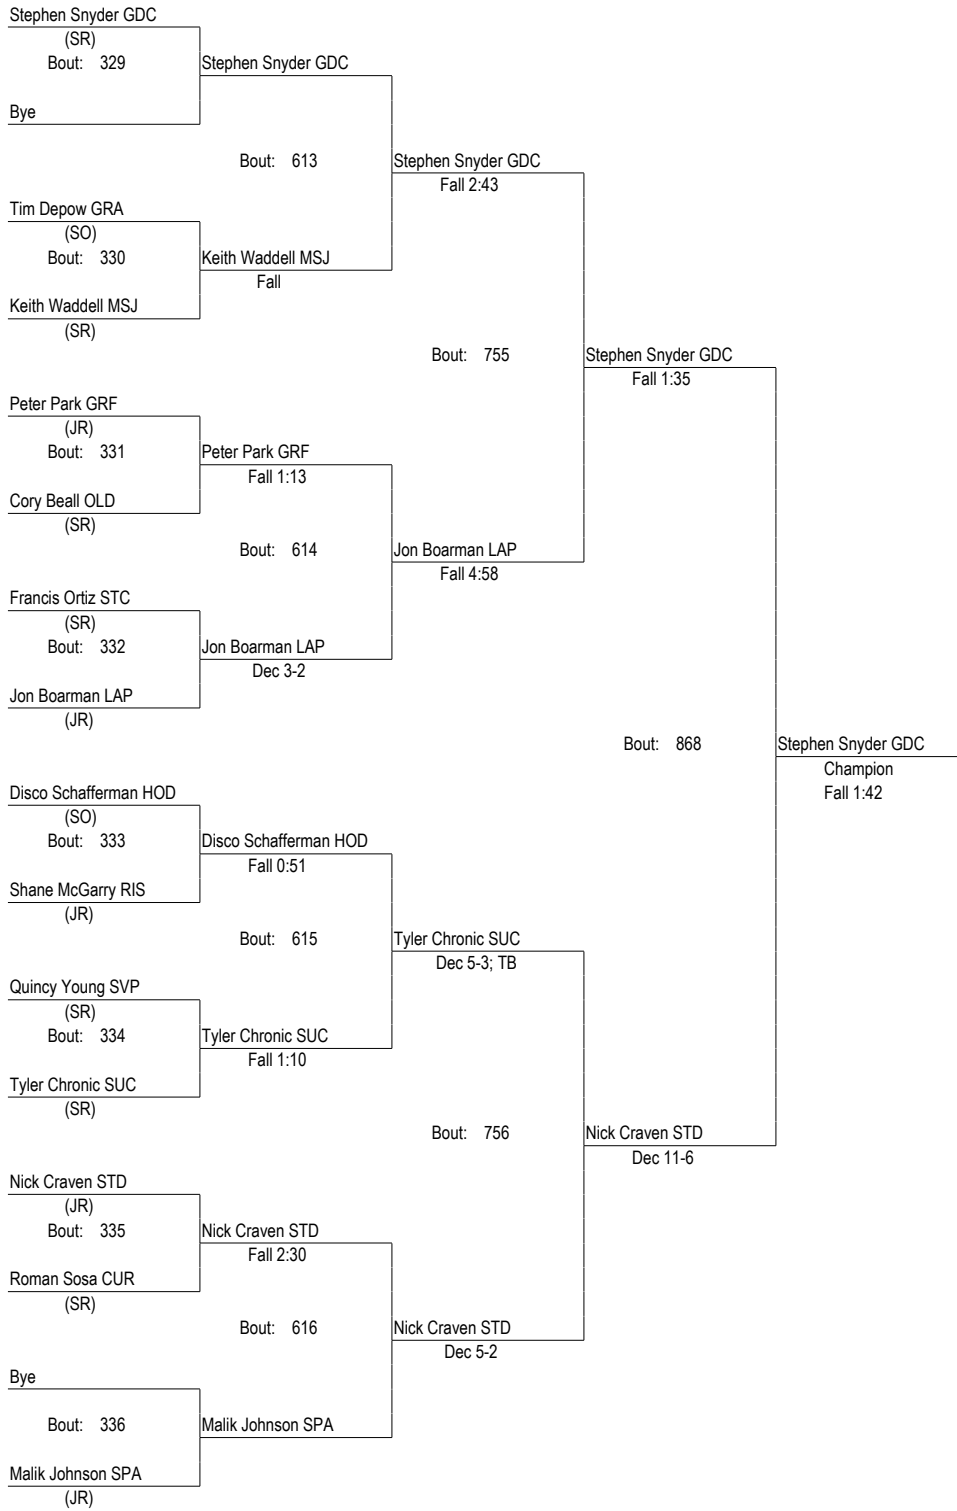 Stephen Snyder GDC
(SR)
Bout: 329
Stephen Snyder GDC
Bye
Bout: 613
Stephen Snyder GDC
Fall 2:43
Tim Depow GRA
(SO)
Bout: 330
Keith Waddell MSJ
Fall
Keith Waddell MSJ
(SR)
Bout: 755
Stephen Snyder GDC
Fall 1:35
Peter Park GRF
(JR)
Bout: 331
Peter Park GRF
Fall 1:13
Cory Beall OLD
(SR)
Bout: 614
Jon Boarman LAP
Fall 4:58
Francis Ortiz STC
(SR)
Bout: 332
Jon Boarman LAP
Dec 3-2
Jon Boarman LAP
(JR)
Bout: 868
Stephen Snyder GDC
Champion
Fall 1:42
Disco Schafferman HOD
(SO)
Bout: 333
Disco Schafferman HOD
Fall 0:51
Shane McGarry RIS
(JR)
Bout: 615
Tyler Chronic SUC
Dec 5-3; TB
Quincy Young SVP
(SR)
Bout: 334
Tyler Chronic SUC
Fall 1:10
Tyler Chronic SUC
(SR)
Bout: 756
Nick Craven STD
Dec 11-6
Nick Craven STD
(JR)
Bout: 335
Nick Craven STD
Fall 2:30
Roman Sosa CUR
(SR)
Bout: 616
Nick Craven STD
Dec 5-2
Bye
Bout: 336
Malik Johnson SPA
Malik Johnson SPA
(JR)